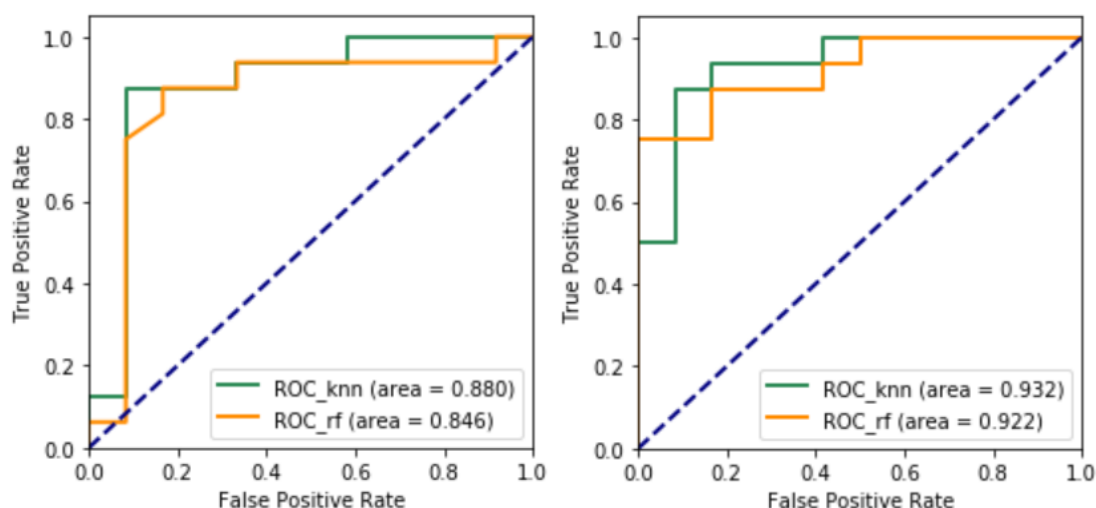 1.0
0.8
0.6
0.4
0.2
0.0
True Positive Rate
ROC_knn (area = 0.880)
ROC_rf (area = 0.846)
0.0 0.2 0.4 0.6 0.8 1.0
False Positive Rate
1.0
0.8
0.6
0.4
0.2
0.0
True Positive Rate
ROC_knn (area = 0.932)
ROC_rf (area = 0.922)
0.0 0.2 0.4 0.6 0.8 1.0
False Positive Rate